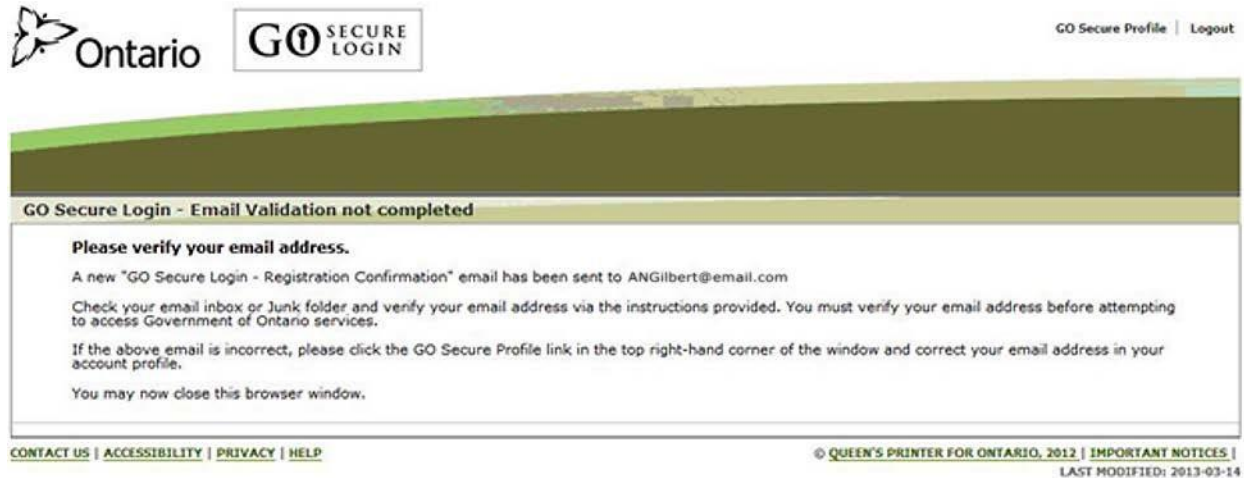 Ontario
GO SECURE LOGIN
GO Secure Profile | Logout
GO Secure Login - Email Validation not completed
Please verify your email address.
A new "GO Secure Login - Registration Confirmation" email has been sent to ANGilbert@email.com
Check your email inbox or Junk folder and verify your email address via the instructions provided. You must verify your email address before attempting
to access Government of Ontario services.
If the above email is incorrect, please click the GO Secure Profile link in the top right-hand corner of the window and correct your email address in your
account profile.
You may now close this browser window.
CONTACT US | ACCESSIBILITY | PRIVACY | HELP
© QUEEN'S PRINTER FOR ONTARIO, 2012 | IMPORTANT NOTICES |
LAST MODIFIED: 2013-03-14